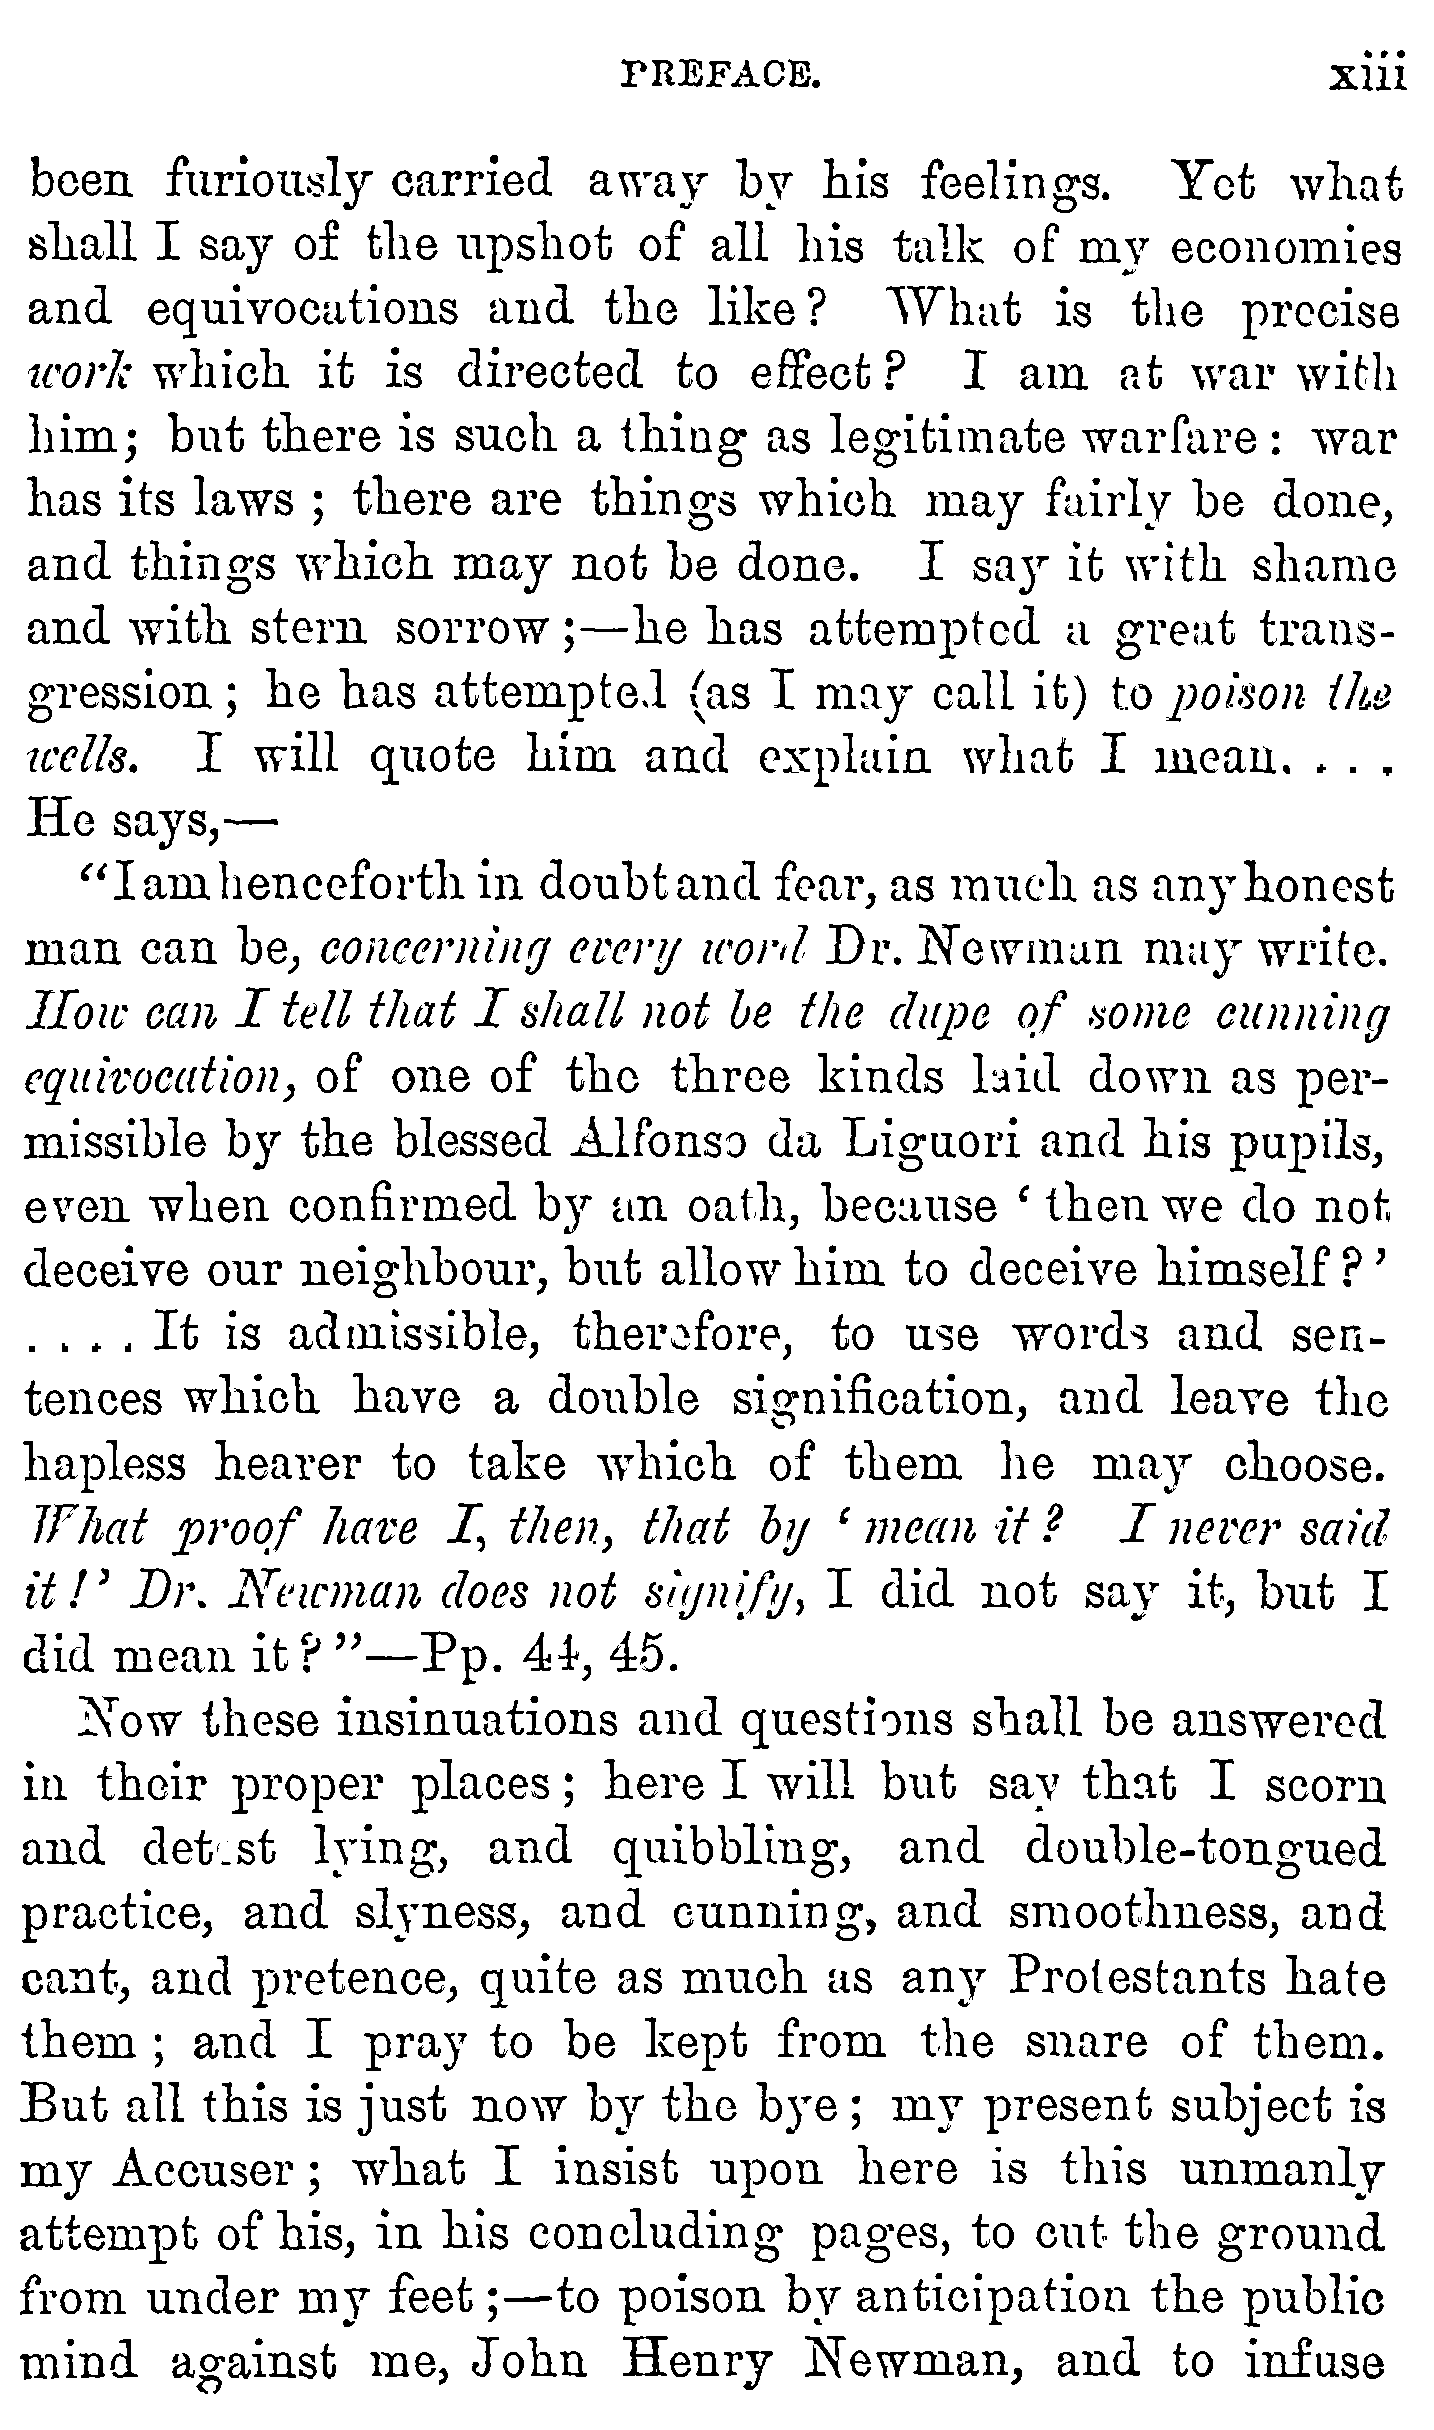 PREFACE. xiii
been furiously carried away by his feelings. Yet what
shall I say of the upshot of all his talk of my economies
and equivocations and the like? What is the precise
work which it is directed to effect? I am at war with
him; but there is such a thing as legitimate warfare: war
has its laws; there are things which may fairly be done,
and things which may not be done. I say it with shame
and with stern sorrow;—he has attempted a great trans-
gression; he has attempted (as I may call it) to poison the
wells. I will quote him and explain what I mean. . . .
He says,—
"I am henceforth in doubt and fear, as much as any honest
man can be, concerning every word Dr. Newman may write.
How can I tell that I shall not be the dupe of some cunning
equivocation, of one of the three kinds laid down as per-
missible by the blessed Alfonso da Liguori and his pupils,
even when confirmed by an oath, because 'then we do not
deceive our neighbour, but allow him to deceive himself?'
. . . . It is admissible, therefore, to use words and sen-
tences which have a double signification, and leave the
hapless hearer to take which of them he may choose.
What proof have I, then, that by 'mean it? I never said
it!' Dr. Newman does not signify, I did not say it, but I
did mean it?"—Pp. 44, 45.
Now these insinuations and questions shall be answered
in their proper places; here I will but say that I scorn
and detest lying, and quibbling, and double-tongued
practice, and slyness, and cunning, and smoothness, and
cant, and pretence, quite as much as any Protestants hate
them; and I pray to be kept from the snare of them.
But all this is just now by the bye; my present subject is
my Accuser; what I insist upon here is this unmanly
attempt of his, in his concluding pages, to cut the ground
from under my feet;—to poison by anticipation the public
mind against me, John Henry Newman, and to infuse